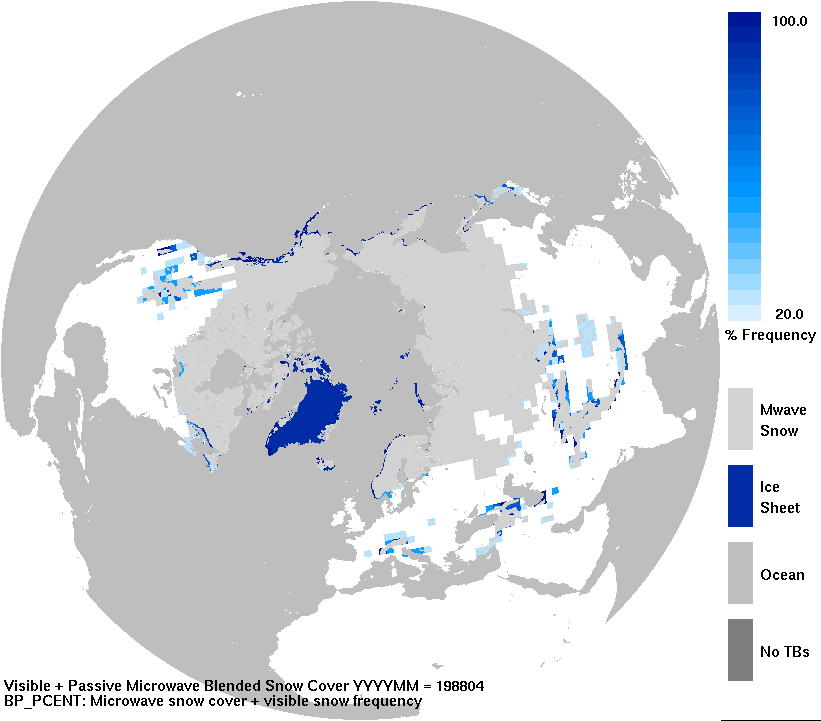 100.0
20.0
% Frequency
Mwave
Snow
Ice
Sheet
Ocean
No TBs
Visible + Passive Microwave Blended Snow Cover YYYYMM = 198804
BP_PCENT: Microwave snow cover + visible snow frequency